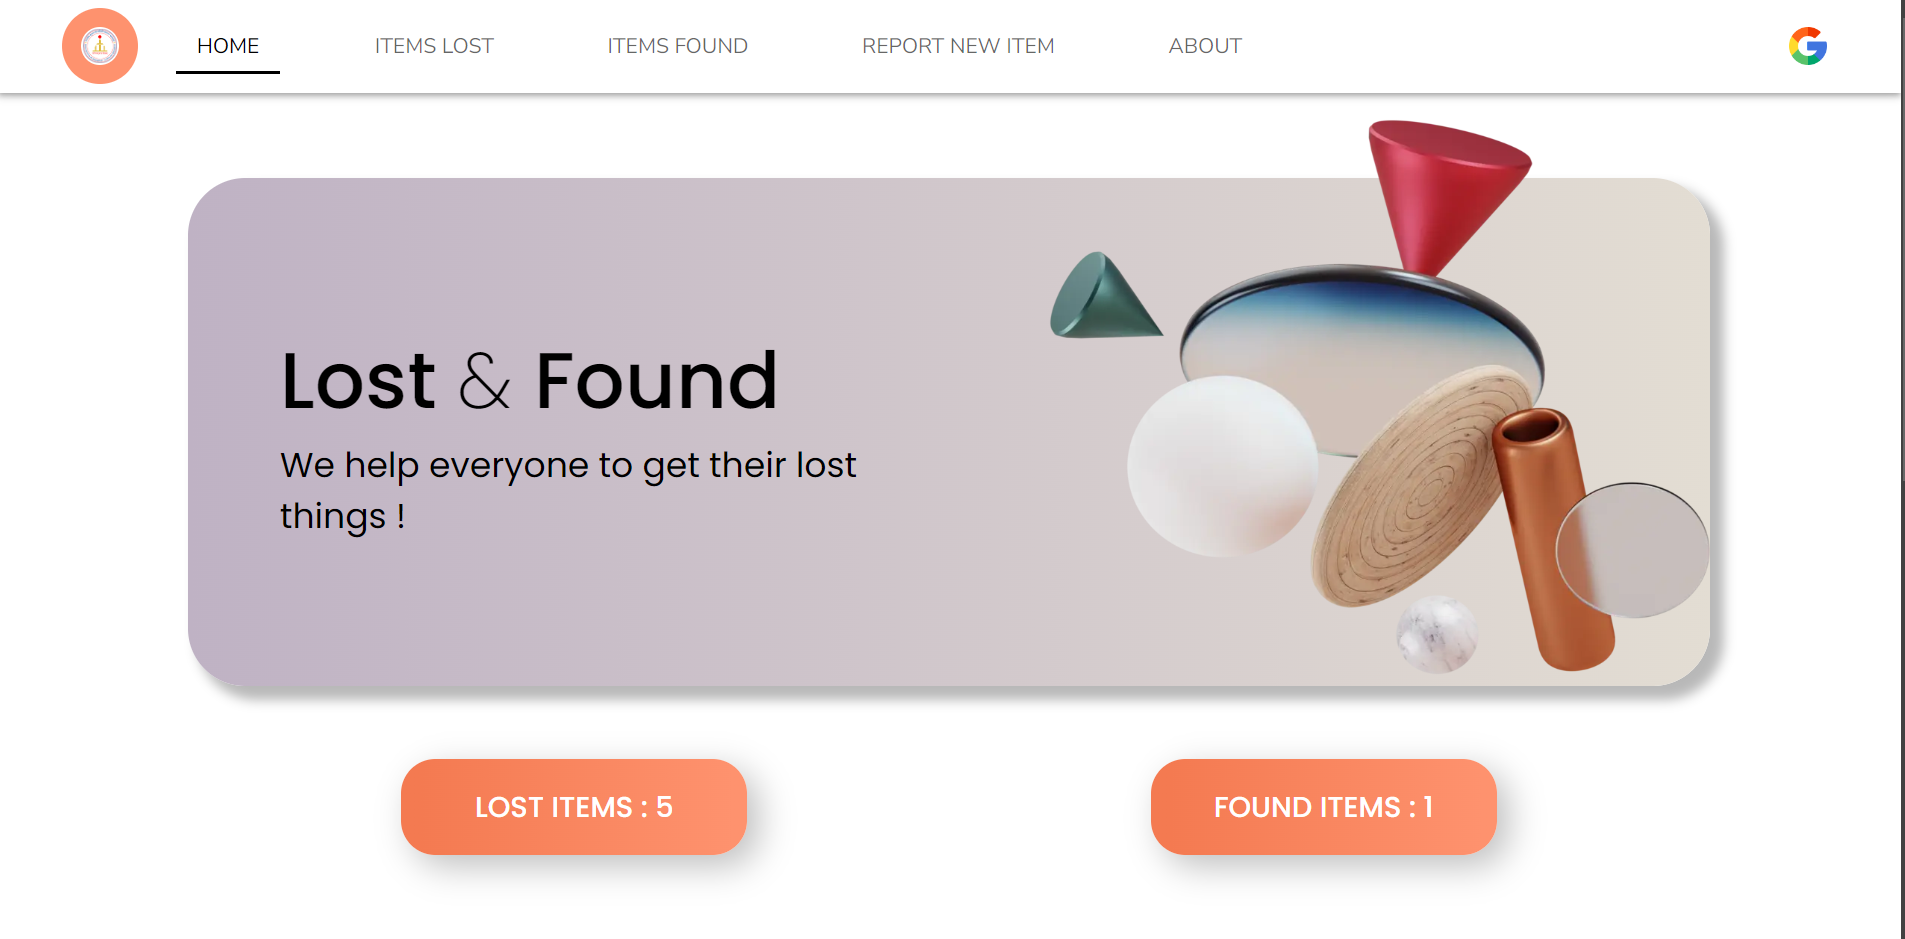 HOME
ITEMS LOST
ITEMS FOUND
REPORT NEW ITEM
ABOUT
Lost & Found
We help everyone to get their lost
things !
LOST ITEMS : 5
FOUND ITEMS : 1